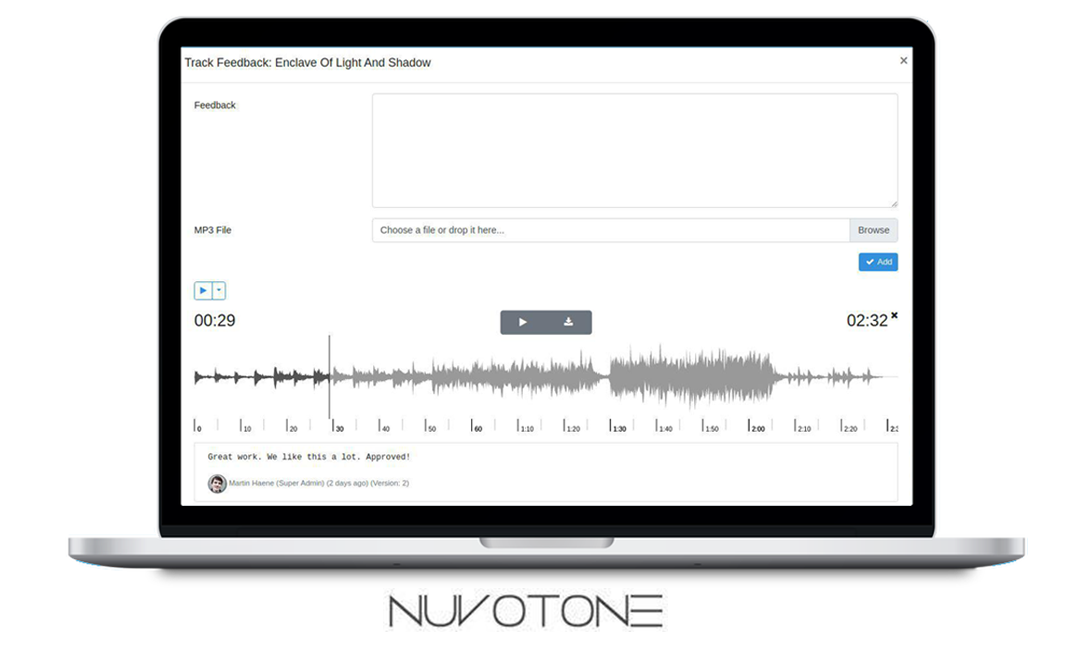 Track Feedback: Enclave Of Light And Shadow ×
Feedback
MP3 File Choose a file or drop it here... Browse
Add
00:29 02:32 ×
0 10 20 30 40 50 60 1:10 1:20 1:30 1:40 1:50 2:00 2:10 2:20
Great work. We like this a lot. Approved!
Martin Haene (Super Admin) (2 days ago) (Version: 2)
NUVOTONE